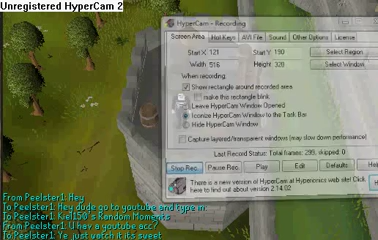 Unregistered HyperCam 2
HyperCam - Recording
Screen Area Hot Keys AVI File Sound Other Options License
Start X 121 Start Y 190 Select Region
Width 516 Height 328 Select Window
When recording:
Show rectangle around recorded area
make this rectangle blink
Leave HyperCam Window Opened
Iconize HyperCam Window to the Task Bar
Hide HyperCam Window
Capture layered/transparent windows (may slow down performance)
Last Record Status: Total frames: 299, skipped: 0
Stop Rec. Pause Rec. Play Edit Defaults
There is a new version of HyperCam at Hyperionics web site! Click
here to find out about version 2.14.02
From Peelster1: Hey
To Peelster1: Hey dude go to youtube and type in:
To Peelster1: Kiel150's Random Moments
From Peelster1: U hav a youtube acc?
To Peelster1: Ye just watch it its sweet